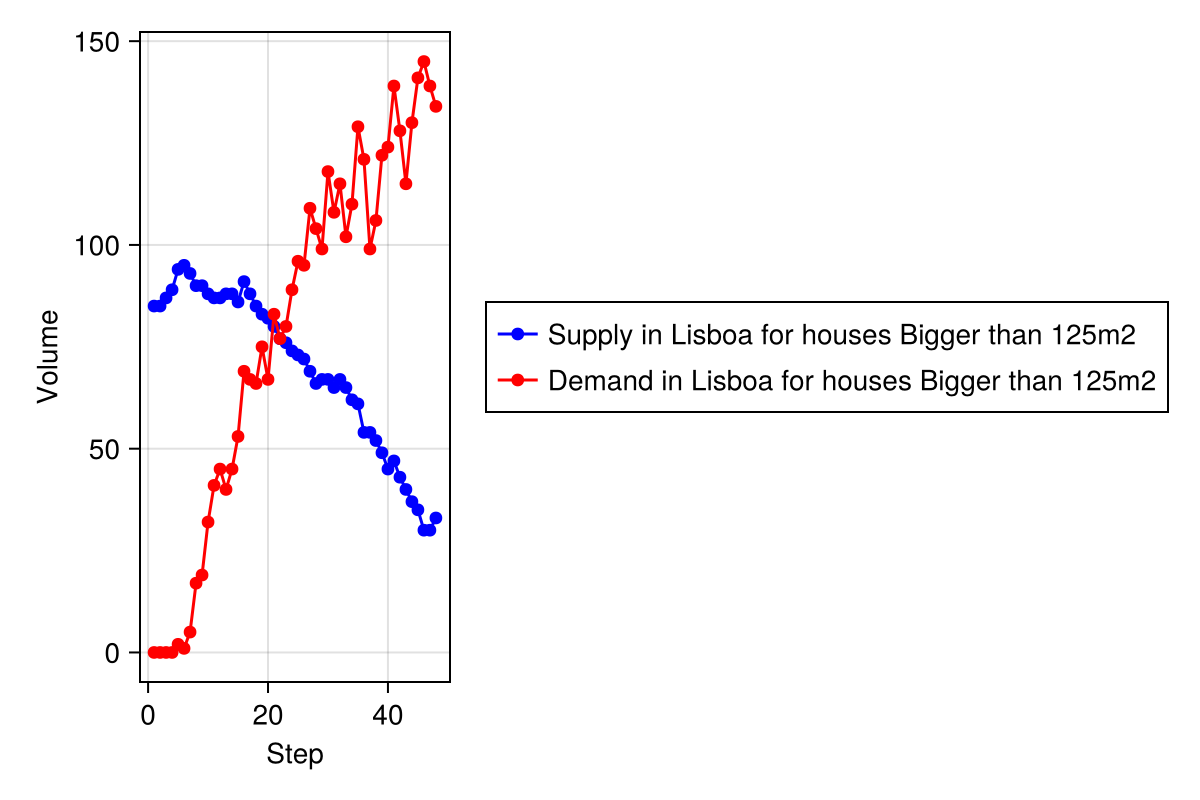 150
100
50
0
Volume
0 20 40
Step
Supply in Lisboa for houses Bigger than 125m2
Demand in Lisboa for houses Bigger than 125m2